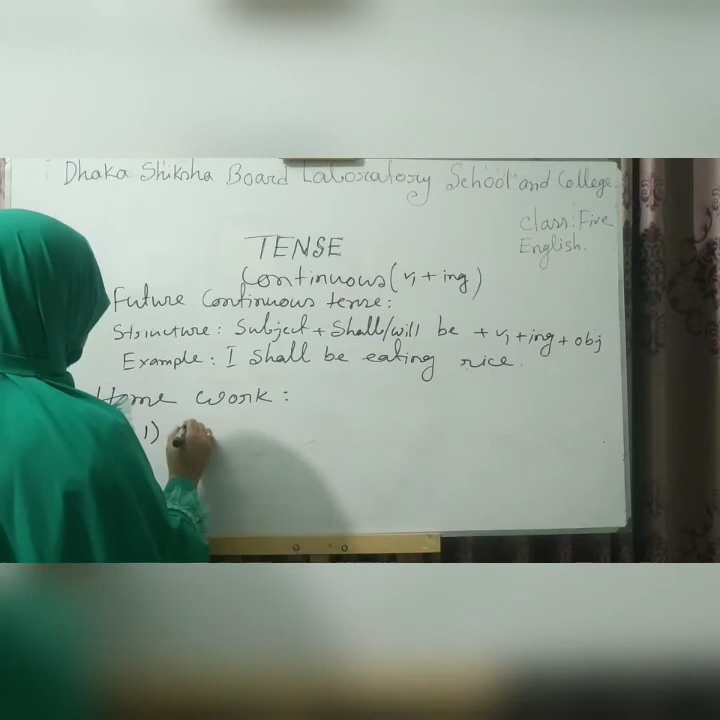 Dhaka Shiksha Board Laboratory School and College
Class: Five
English.
TENSE
Continuous (v₁ + ing)
Future Continuous tense:
Structure: Subject + Shall/will be + v₁ + ing + obj
Example: I shall be eating rice.
Home work:
1)